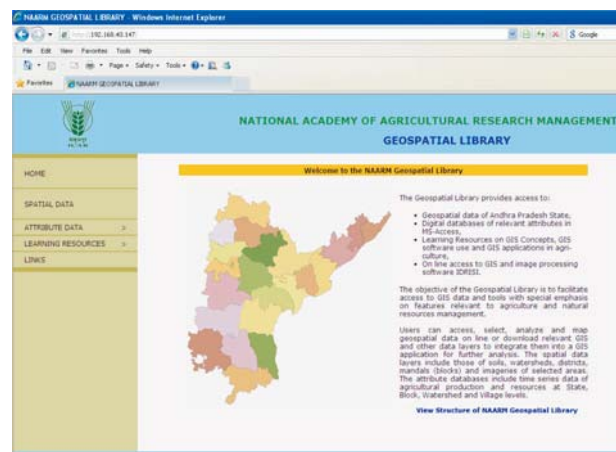 NAARM GEOSPATIAL LIBRARY - Windows Internet Explorer
192.168.40.147
Google
File Edit View Favorites Tools Help
Page Safety Tools
Favorites NAARM GEOSPATIAL LIBRARY
NATIONAL ACADEMY OF AGRICULTURAL RESEARCH MANAGEMENT
GEOSPATIAL LIBRARY
Welcome to the NAARM Geospatial Library
HOME
SPATIAL DATA
ATTRIBUTE DATA >
LEARNING RESOURCES >
LINKS
The Geospatial Library provides access to:
• Geospatial data of Andhra Pradesh State,
• Digital databases of relevant attributes in
MS-Access,
• Learning Resources on GIS Concepts, GIS
software use and GIS applications in agri-
culture,
• On line access to GIS and image processing
software IDRISI.
The objective of the Geospatial Library is to facilitate
access to GIS data and tools with special emphasis
on features relevant to agriculture and natural
resources management.
Users can access, select, analyze and map
geospatial data on line or download relevant GIS
and other data layers to integrate them into a GIS
application for further analysis. The spatial data
layers include those of soils, watersheds, districts,
mandals (blocks) and imageries of selected areas.
The attribute databases include time series data of
agricultural production and resources at State,
Block, Watershed and Village levels.
View Structure of NAARM Geospatial Library